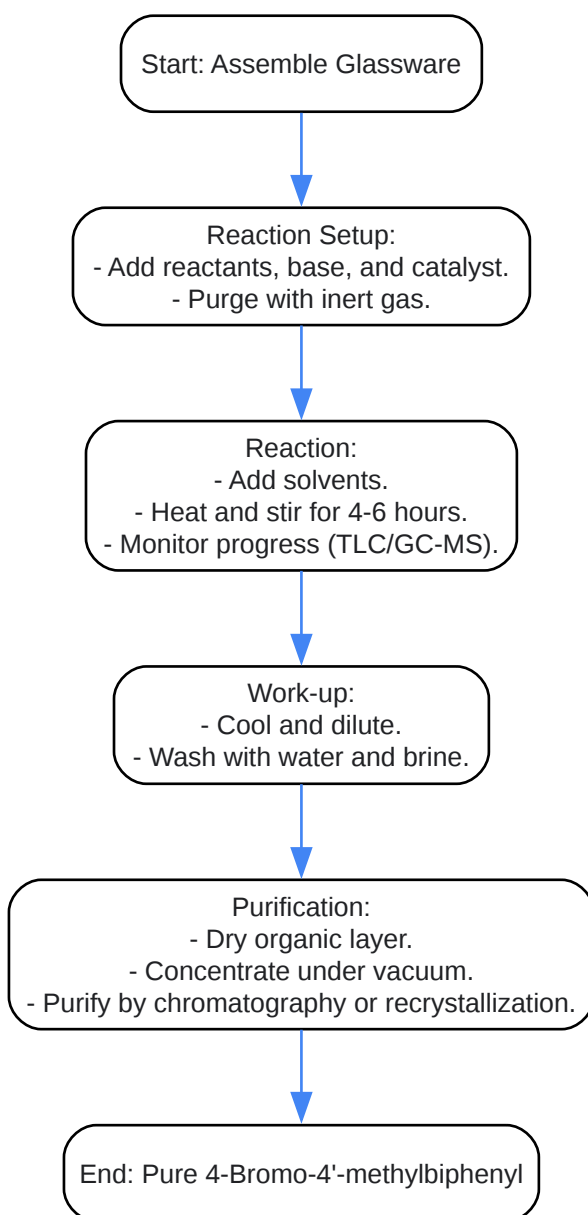 Start: Assemble Glassware
Reaction Setup:
- Add reactants, base, and catalyst.
- Purge with inert gas.
Reaction:
- Add solvents.
- Heat and stir for 4-6 hours.
- Monitor progress (TLC/GC-MS).
Work-up:
- Cool and dilute.
- Wash with water and brine.
Purification:
- Dry organic layer.
- Concentrate under vacuum.
- Purify by chromatography or recrystallization.
End: Pure 4-Bromo-4'-methylbiphenyl